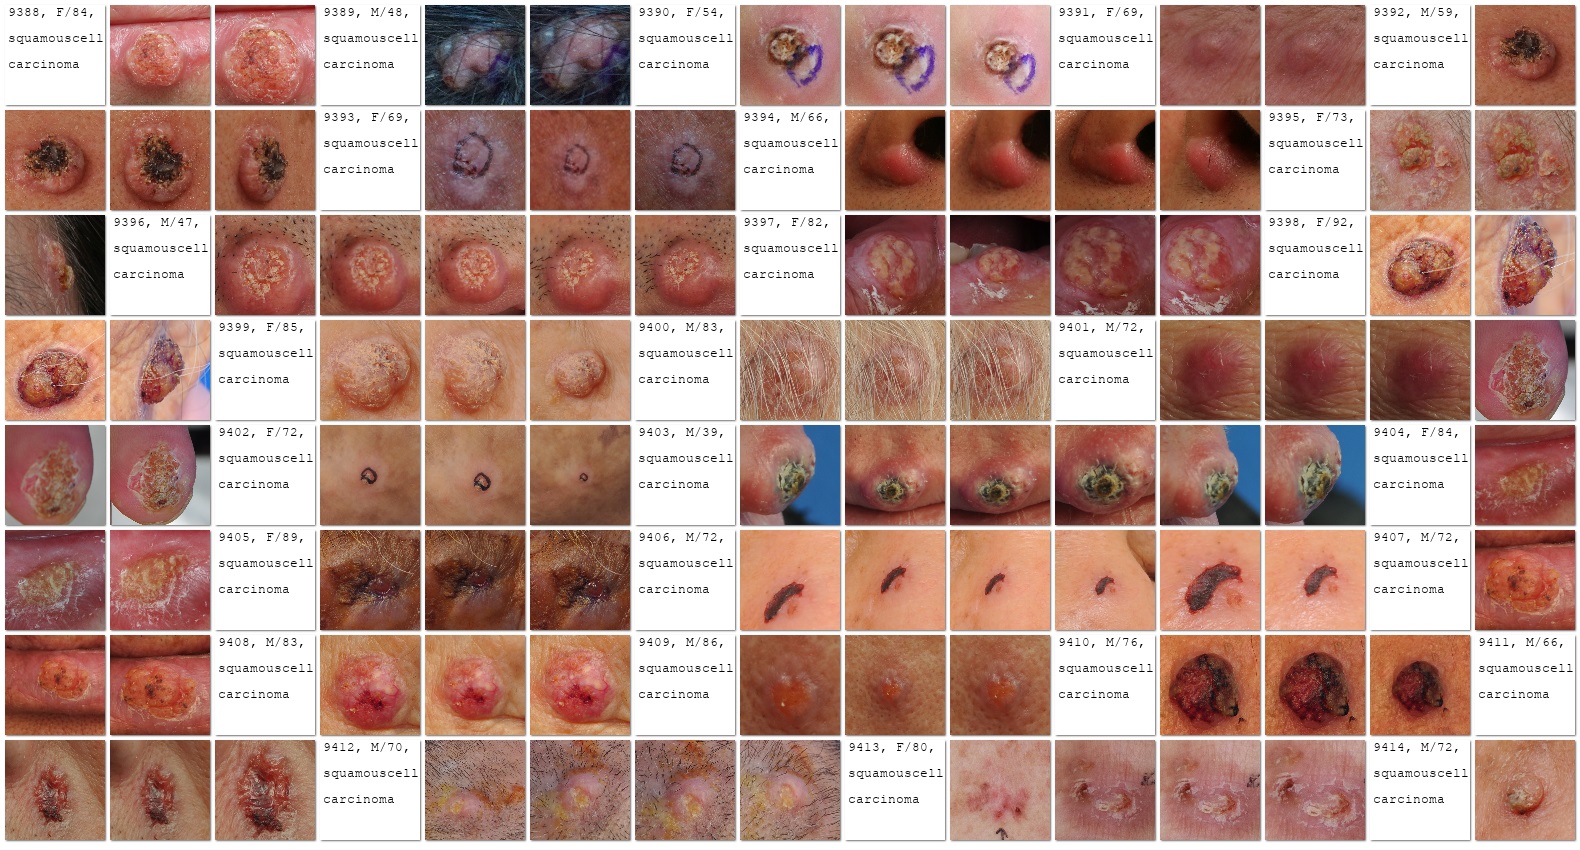 9388, F/84,
squamouscell
carcinoma
9389, M/48,
squamouscell
carcinoma
9390, F/54,
squamouscell
carcinoma
9391, F/69,
squamouscell
carcinoma
9392, M/59,
squamouscell
carcinoma
9393, F/69,
squamouscell
carcinoma
9394, M/66,
squamouscell
carcinoma
9395, F/73,
squamouscell
carcinoma
9396, M/47,
squamouscell
carcinoma
9397, F/82,
squamouscell
carcinoma
9398, F/92,
squamouscell
carcinoma
9399, F/85,
squamouscell
carcinoma
9400, M/83,
squamouscell
carcinoma
9401, M/72,
squamouscell
carcinoma
9402, F/72,
squamouscell
carcinoma
9403, M/39,
squamouscell
carcinoma
9404, F/84,
squamouscell
carcinoma
9405, F/89,
squamouscell
carcinoma
9406, M/72,
squamouscell
carcinoma
9407, M/72,
squamouscell
carcinoma
9408, M/83,
squamouscell
carcinoma
9409, M/86,
squamouscell
carcinoma
9410, M/76,
squamouscell
carcinoma
9411, M/66,
squamouscell
carcinoma
9412, M/70,
squamouscell
carcinoma
9413, F/80,
squamouscell
carcinoma
9414, M/72,
squamouscell
carcinoma